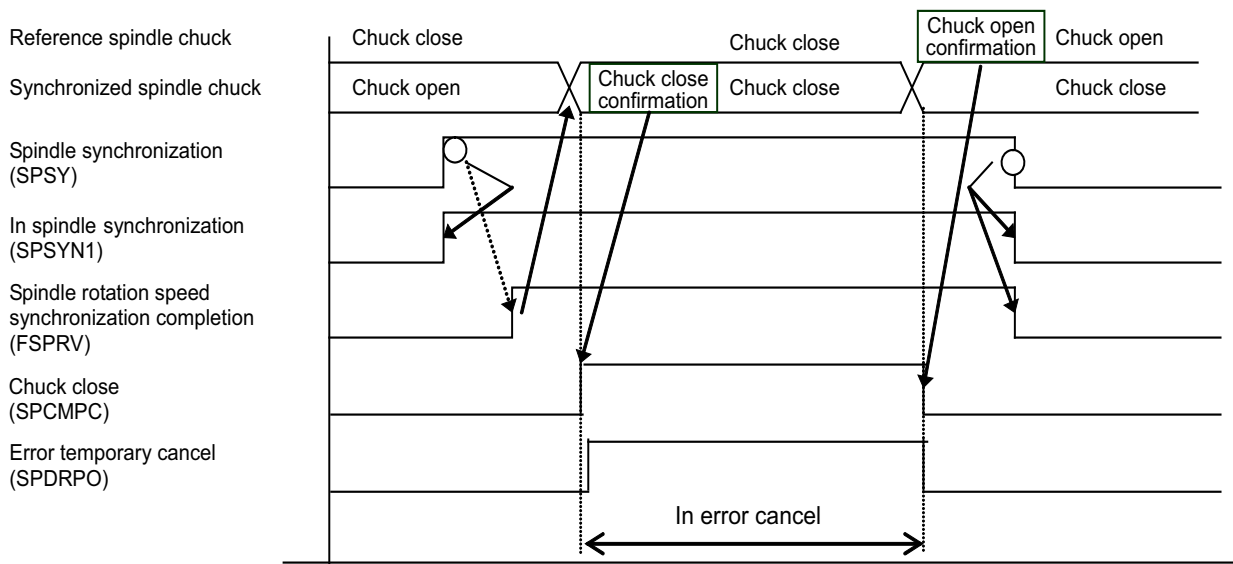 Reference spindle chuck
Chuck close
Chuck close
Chuck open
confirmation
Chuck open
Synchronized spindle chuck
Chuck open
Chuck close
confirmation
Chuck close
Chuck close
Spindle synchronization
(SPSY)
In spindle synchronization
(SPSYN1)
Spindle rotation speed
synchronization completion
(FSPRV)
Chuck close
(SPCMPC)
Error temporary cancel
(SPDRPO)
In error cancel